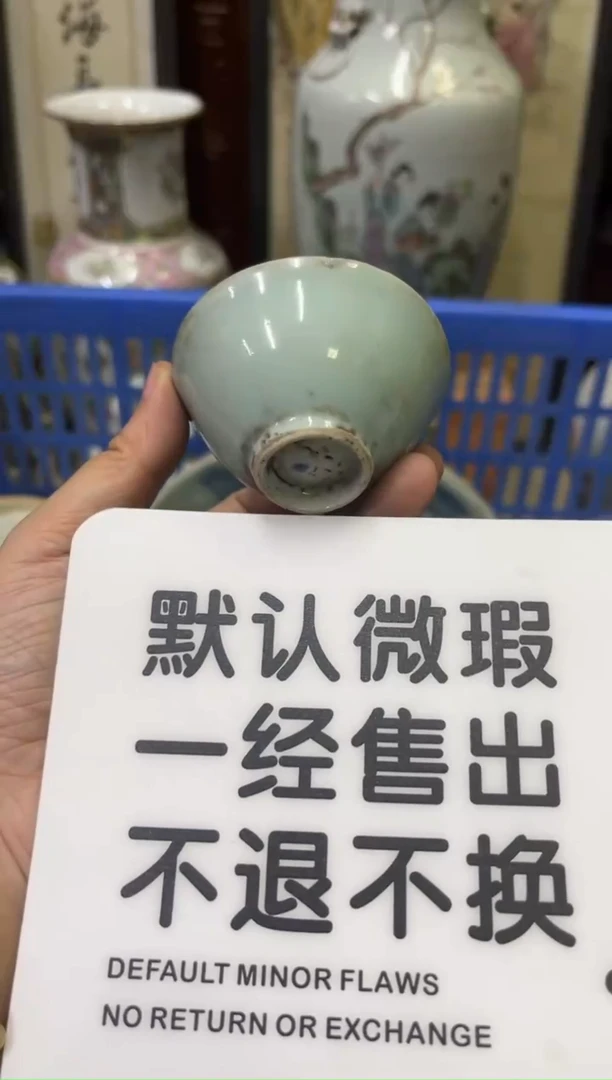 默认微瑕
一经售出
不退不换
DEFAULT MINOR FLAWS
NO RETURN OR EXCHANGE